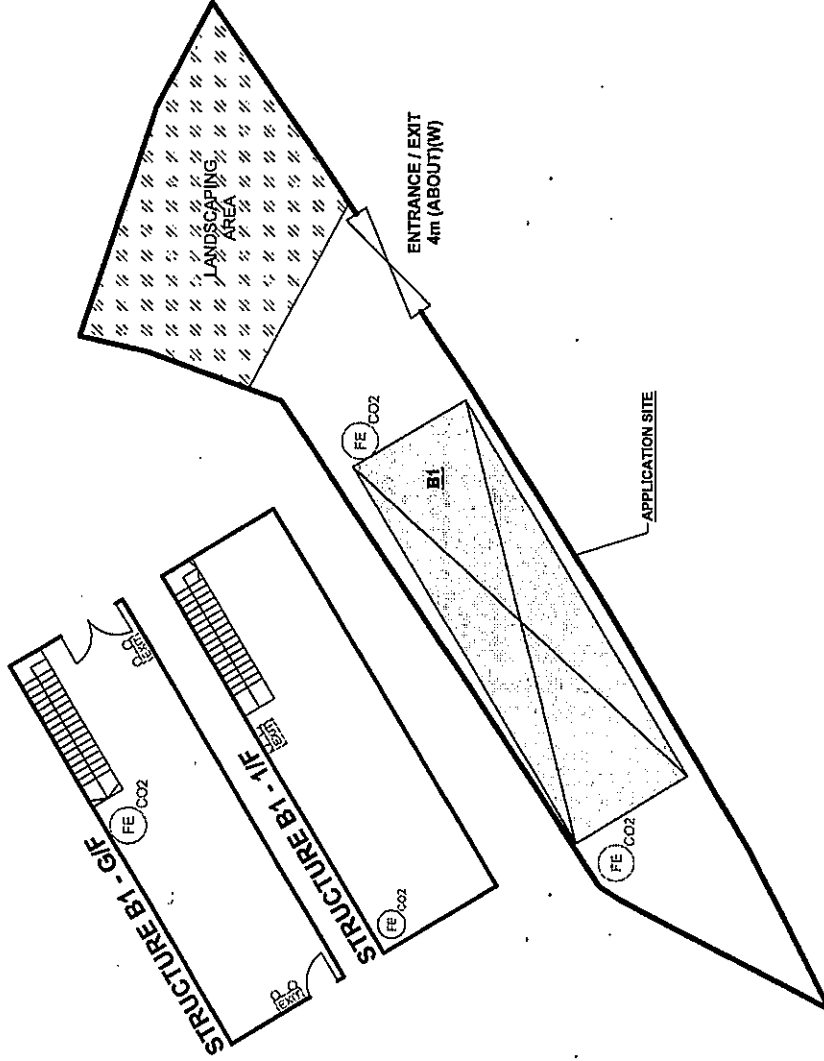 LANDSCAPING
AREA
ENTRANCE / EXIT
4m (ABOUT)(W)
FE
CO2
B1
APPLICATION SITE
FE
CO2
STRUCTURE B1 - G/F
EXIT
FE
CO2
EXIT
STRUCTURE B1 - 1/F
EXIT
FE
CO2